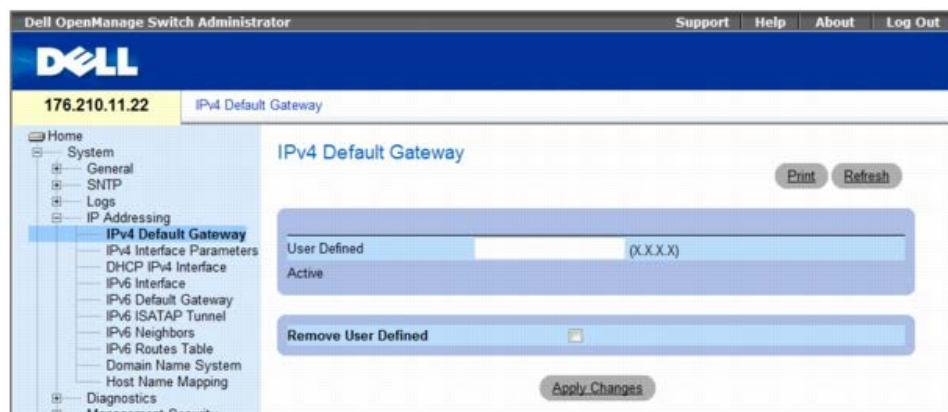 Dell OpenManage Switch Administrator
Support Help About Log Out
DELL
176.210.11.22
IPv4 Default Gateway
Home
System
General
SNTP
Logs
IP Addressing
IPv4 Default Gateway
IPv4 Interface Parameters
DHCP IPv4 Interface
IPv6 Interface
IPv6 Default Gateway
IPv6 ISATAP Tunnel
IPv6 Neighbors
IPv6 Routes Table
Domain Name System
Host Name Mapping
Diagnostics
Management Security
IPv4 Default Gateway
Print Refresh
User Defined (X.X.X.X)
Active
Remove User Defined
Apply Changes